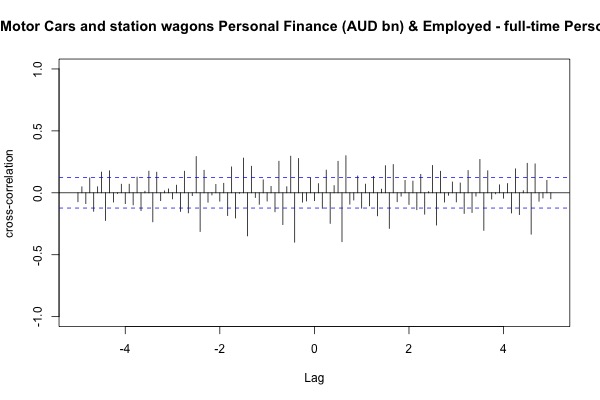 Motor Cars and station wagons Personal Finance (AUD bn) & Employed - full-time Perso
cross-correlation
1.0
0.5
0.0
-0.5
-1.0
-4 -2 0 2 4
Lag